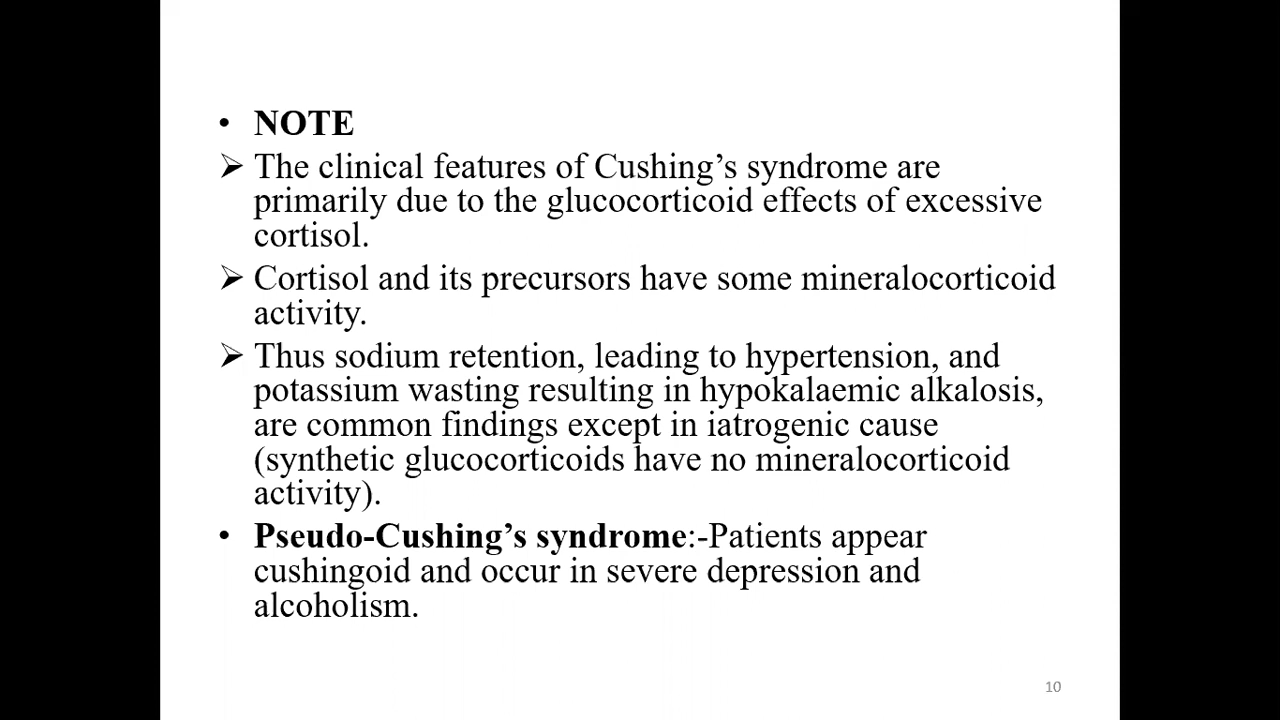 • NOTE
➢ The clinical features of Cushing’s syndrome are
primarily due to the glucocorticoid effects of excessive
cortisol.
➢ Cortisol and its precursors have some mineralocorticoid
activity.
➢ Thus sodium retention, leading to hypertension, and
potassium wasting resulting in hypokalaemic alkalosis,
are common findings except in iatrogenic cause
(synthetic glucocorticoids have no mineralocorticoid
activity).
• Pseudo-Cushing’s syndrome:-Patients appear
cushingoid and occur in severe depression and
alcoholism.
10